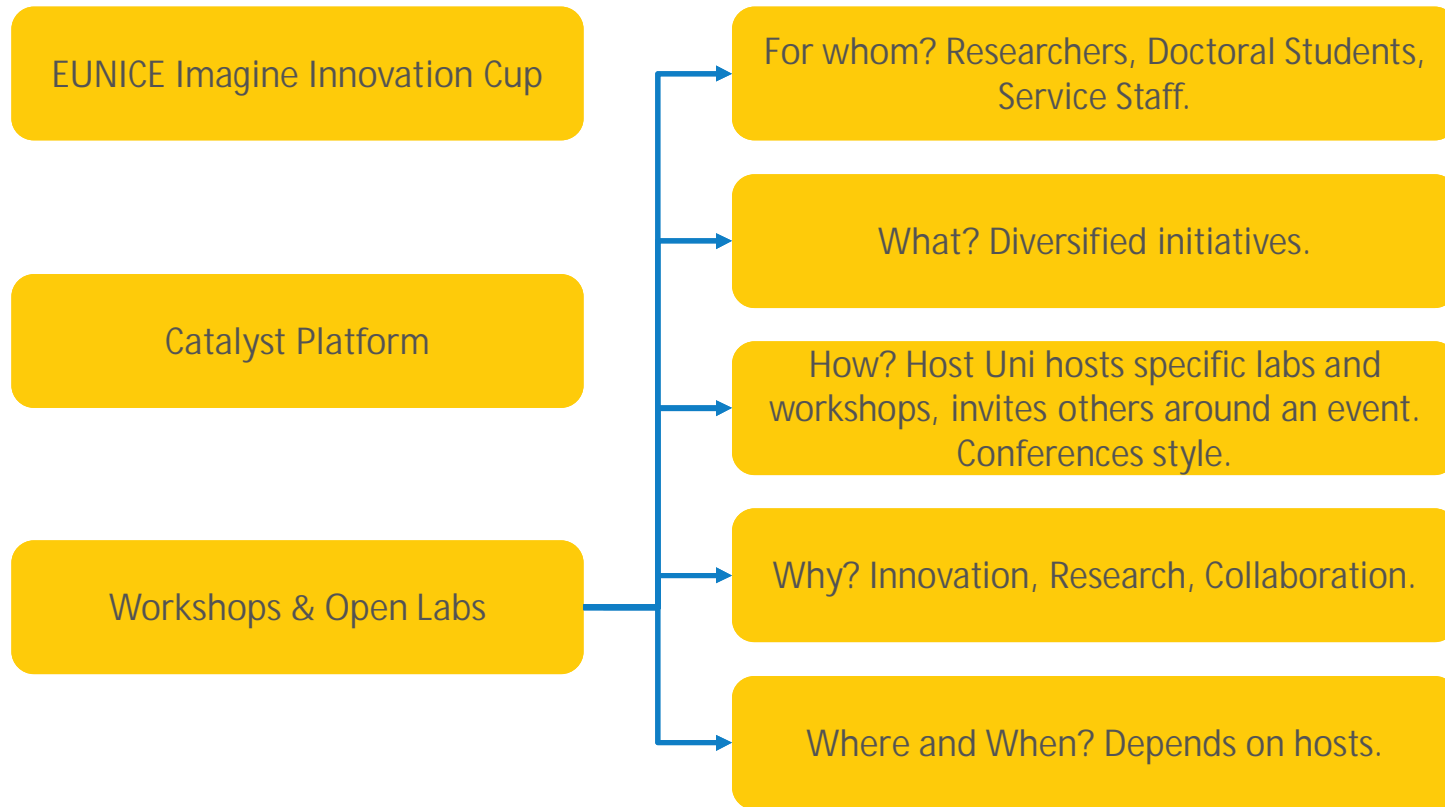 EUNICE Imagine Innovation Cup
Catalyst Platform
Workshops & Open Labs
For whom? Researchers, Doctoral Students,
Service Staff.
What? Diversified initiatives.
How? Host Uni hosts specific labs and
workshops, invites others around an event.
Conferences style.
Why? Innovation, Research, Collaboration.
Where and When? Depends on hosts.